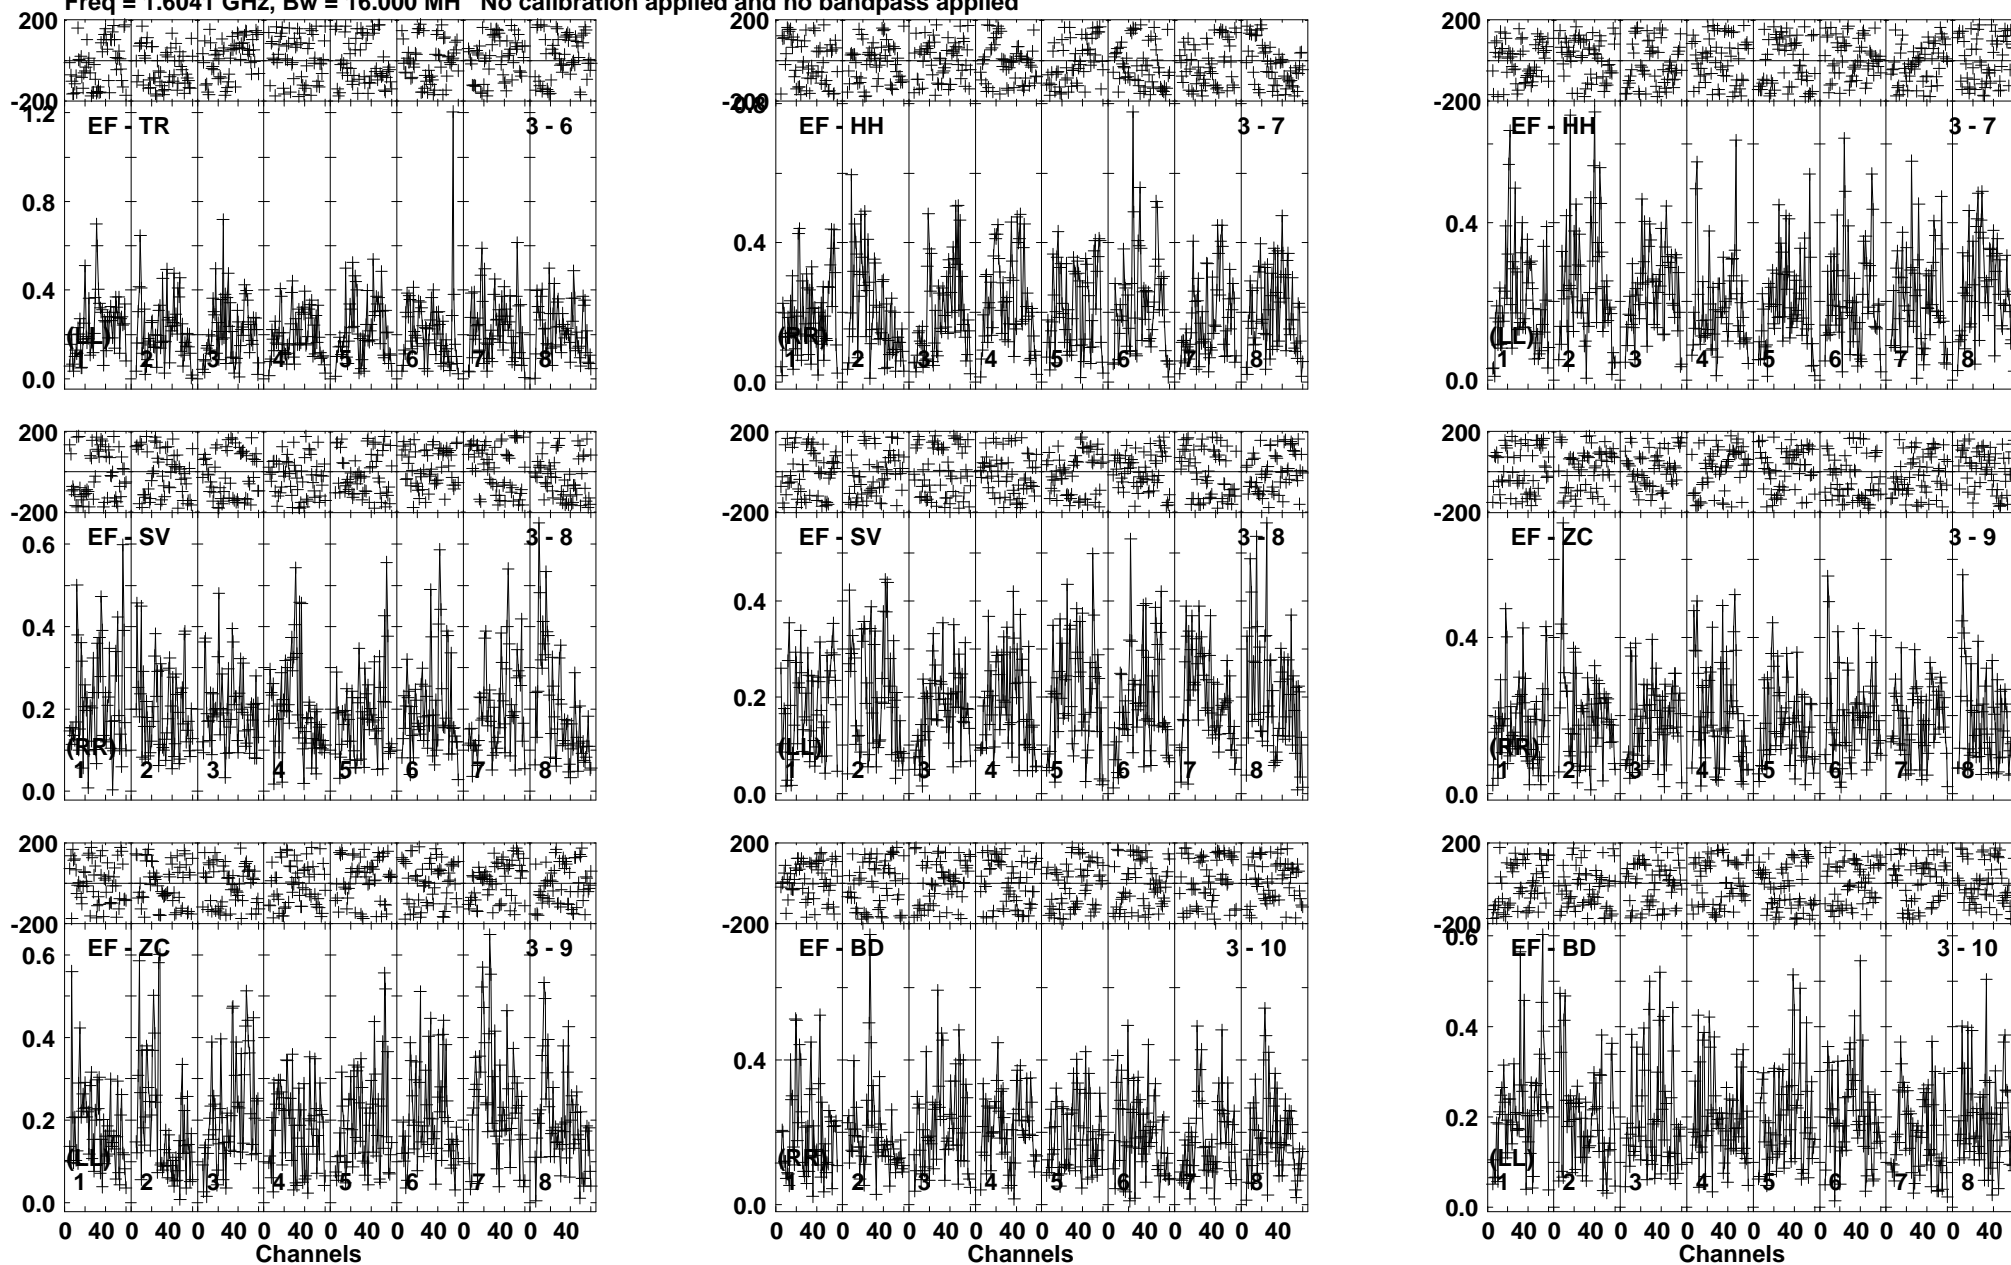 Freq = 1.6041 GHz, Bw = 16.000 MH No calibration applied and no bandpass applied
200 200 200
-200 -200 -200
1.2 0.8
EF - TR 3 - 6 EF - HH 3 - 7 EF - HH 3 - 7
0.8
0.4 0.4
0.4
(LL) (RR) (LL)
1 2 3 4 5 6 7 8 1 2 3 4 5 6 7 8 1 2 3 4 5 6 7 8
0.0 0.0 0.0
200 200 200
-200 -200 -200
EF - SV 3 - 8 EF - SV 3 - 8 EF - ZC 3 - 9
0.6
0.4 0.4 0.4
0.2 0.2
(RR) (LL) (RR)
1 2 3 4 5 6 7 8 1 2 3 4 5 6 7 8 1 2 3 4 5 6 7 8
0.0 0.0 0.0
200 200 200
-200 -200 -200
0.6
EF - ZC 3 - 9 EF - BD 3 - 10 EF - BD 3 - 10
0.6
0.4 0.4 0.4
0.2 0.2
(LL) (RR) (LL)
1 2 3 4 5 6 7 8 1 2 3 4 5 6 7 8 1 2 3 4 5 6 7 8
0.0 0.0 0.0
0 40 0 40 0 40 0 40 0 40 0 40 0 40 0 40 0 40 0 40 0 40 0 40 0 40 0 40 0 40 0 40 0 40 0 40 0 40 0 40 0 40 0 40 0 40 0 40
Channels Channels Channels